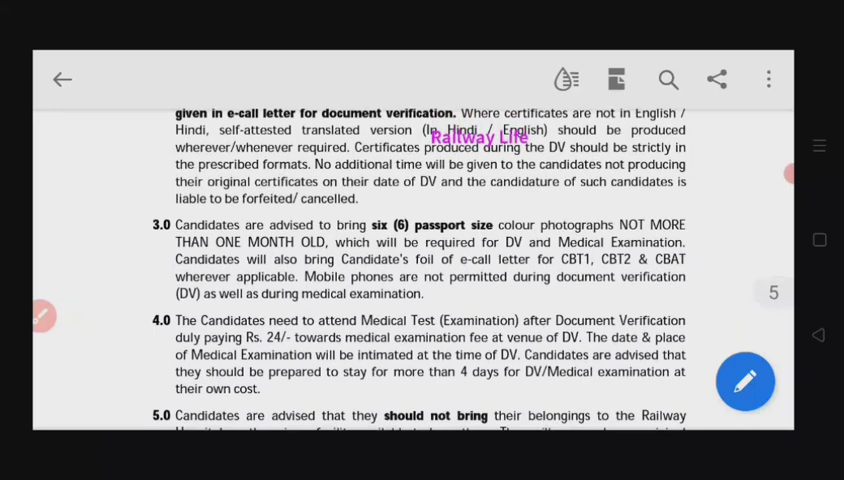 given in e-call letter for document verification. Where certificates are not in English /
Hindi, self-attested translated version (In Hindi / English) should be produced
Railway Life
wherever/whenever required. Certificates produced during the DV should be strictly in
the prescribed formats. No additional time will be given to the candidates not producing
their original certificates on their date of DV and the candidature of such candidates is
liable to be forfeited/ cancelled.
3.0 Candidates are advised to bring six (6) passport size colour photographs NOT MORE
THAN ONE MONTH OLD, which will be required for DV and Medical Examination.
Candidates will also bring Candidate's foil of e-call letter for CBT1, CBT2 & CBAT
wherever applicable. Mobile phones are not permitted during document verification
(DV) as well as during medical examination.
5
4.0 The Candidates need to attend Medical Test (Examination) after Document Verification
duly paying Rs. 24/- towards medical examination fee at venue of DV. The date & place
of Medical Examination will be intimated at the time of DV. Candidates are advised that
they should be prepared to stay for more than 4 days for DV/Medical examination at
their own cost.
5.0 Candidates are advised that they should not bring their belongings to the Railway